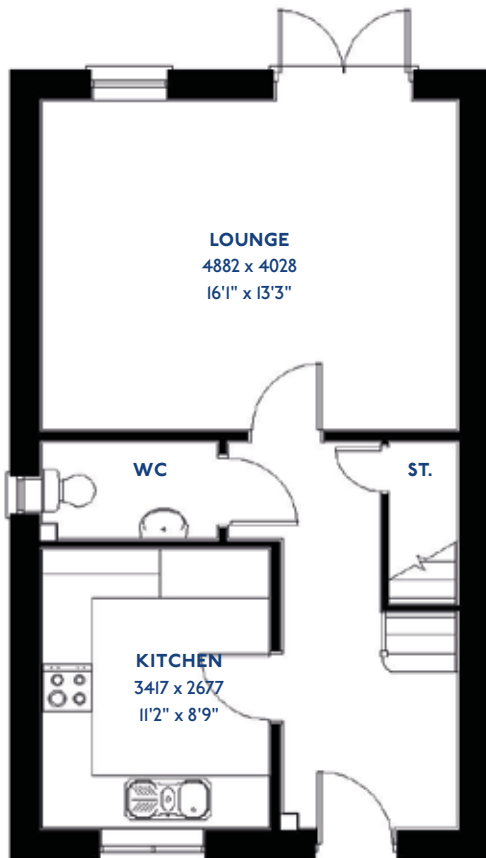 LOUNGE
4882 x 4028
16'1" x 13'3"
WC
ST.
KITCHEN
3417 x 2677
11'2" x 8'9"